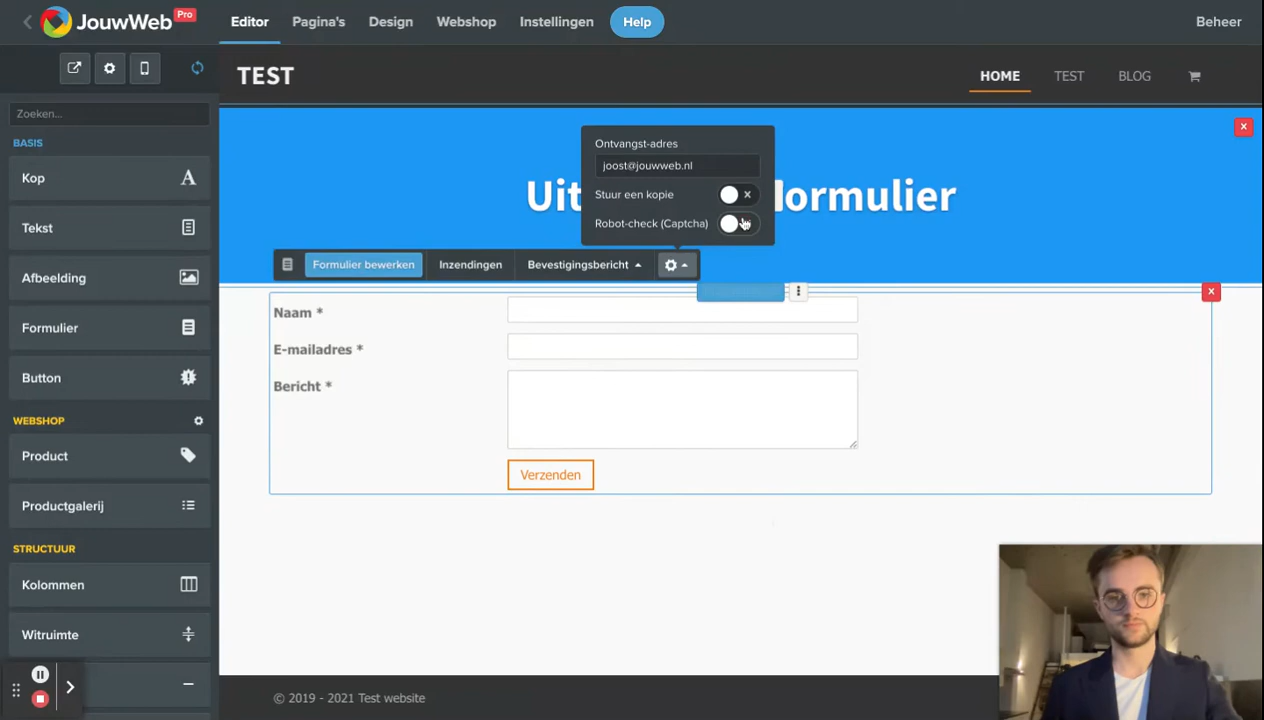 JouwWeb Pro
Editor
Pagina's
Design
Webshop
Instellingen
Help
Beheer
Zoeken...
BASIS
Kop
Tekst
Afbeelding
Formulier
Button
WEBSHOP
Product
Productgalerij
STRUCTUUR
Kolommen
Witruimte
TEST
HOME
TEST
BLOG
Uit
formulier
Ontvangst-adres
joost@jouwweb.nl
Stuur een kopie
Robot-check (Captcha)
Formulier bewerken
Inzendingen
Bevestigingsbericht
Naam *
E-mailadres *
Bericht *
Verzenden
© 2019 - 2021 Test website